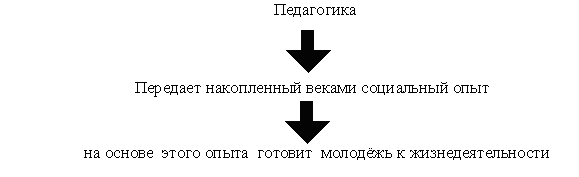 Педагогика
Передает накопленный веками социальный опыт
на основе этого опыта готовит молодёжь к жизнедеятельности